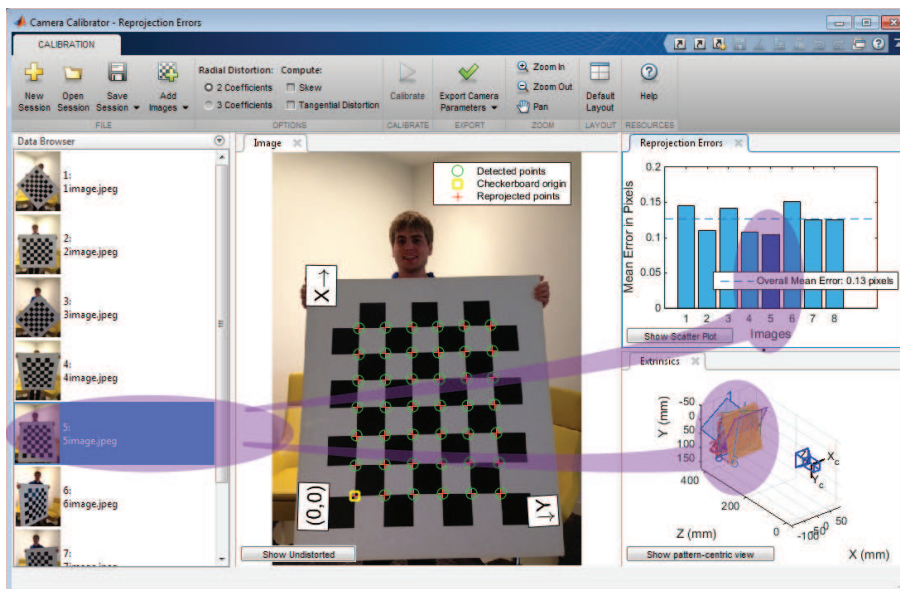 Camera Calibrator - Reprojection Errors
CALIBRATION
New Session
Open Session
Save Session
Add Images
FILE
Radial Distortion:
2 Coefficients
3 Coefficients
Compute:
Skew
Tangential Distortion
OPTIONS
Calibrate
CALIBRATE
Export Camera Parameters
EXPORT
Zoom In
Zoom Out
Pan
ZOOM
Default Layout
LAYOUT
Help
RESOURCES
Data Browser
1:
1image.jpeg
2:
2image.jpeg
3:
3image.jpeg
4:
4image.jpeg
5:
5image.jpeg
6:
6image.jpeg
7:
Image
Detected points
Checkerboard origin
Reprojected points
X→
(0,0)
Y→
Show Undistorted
Reprojection Errors
Mean Error in Pixels
0.2
0.15
0.1
0.05
0
Overall Mean Error: 0.13 pixels
1 2 3 4 5 6 7 8
Show Scatter Plot
Images
Extrinsics
Y (mm)
-50
0
50
100
150
400
200
0
Z (mm)
-100
-50
0
50
X (mm)
Xc
Yc
1
Show pattern-centric view